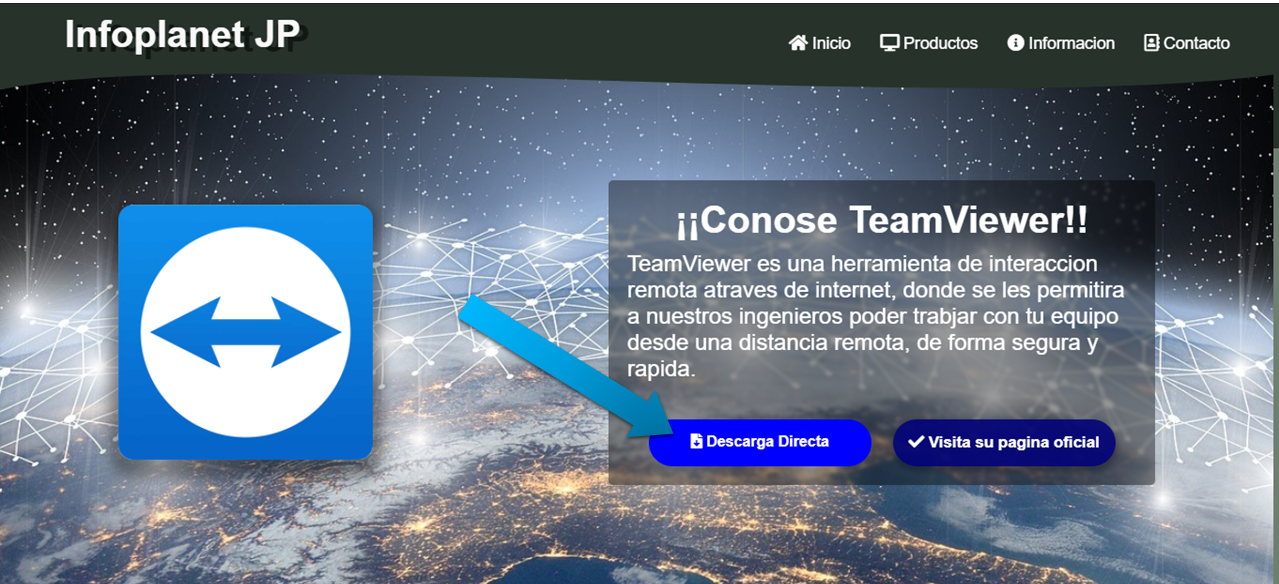 Infoplanet JP
Inicio
Productos
Informacion
Contacto
¡¡Conose TeamViewer!!
TeamViewer es una herramienta de interaccion
remota atraves de internet, donde se les permitira
a nuestros ingenieros poder trabjar con tu equipo
desde una distancia remota, de forma segura y
rapida.
Descarga Directa
Visita su pagina oficial